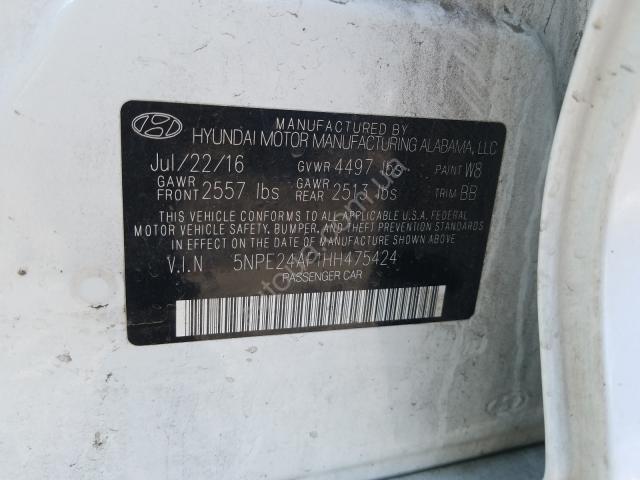 MANUFACTURED BY
HYUNDAI MOTOR MANUFACTURING ALABAMA, LLC
Jul/22/16 GVWR 4497 lbs PAINT W8
GAWR FRONT 2557 lbs GAWR REAR 2513 lbs TRIM BB
THIS VEHICLE CONFORMS TO ALL APPLICABLE U.S.A. FEDERAL
MOTOR VEHICLE SAFETY, BUMPER, AND THEFT PREVENTION STANDARDS
IN EFFECT ON THE DATE OF MANUFACTURE SHOWN ABOVE.
V.I.N
PASSENGER CAR